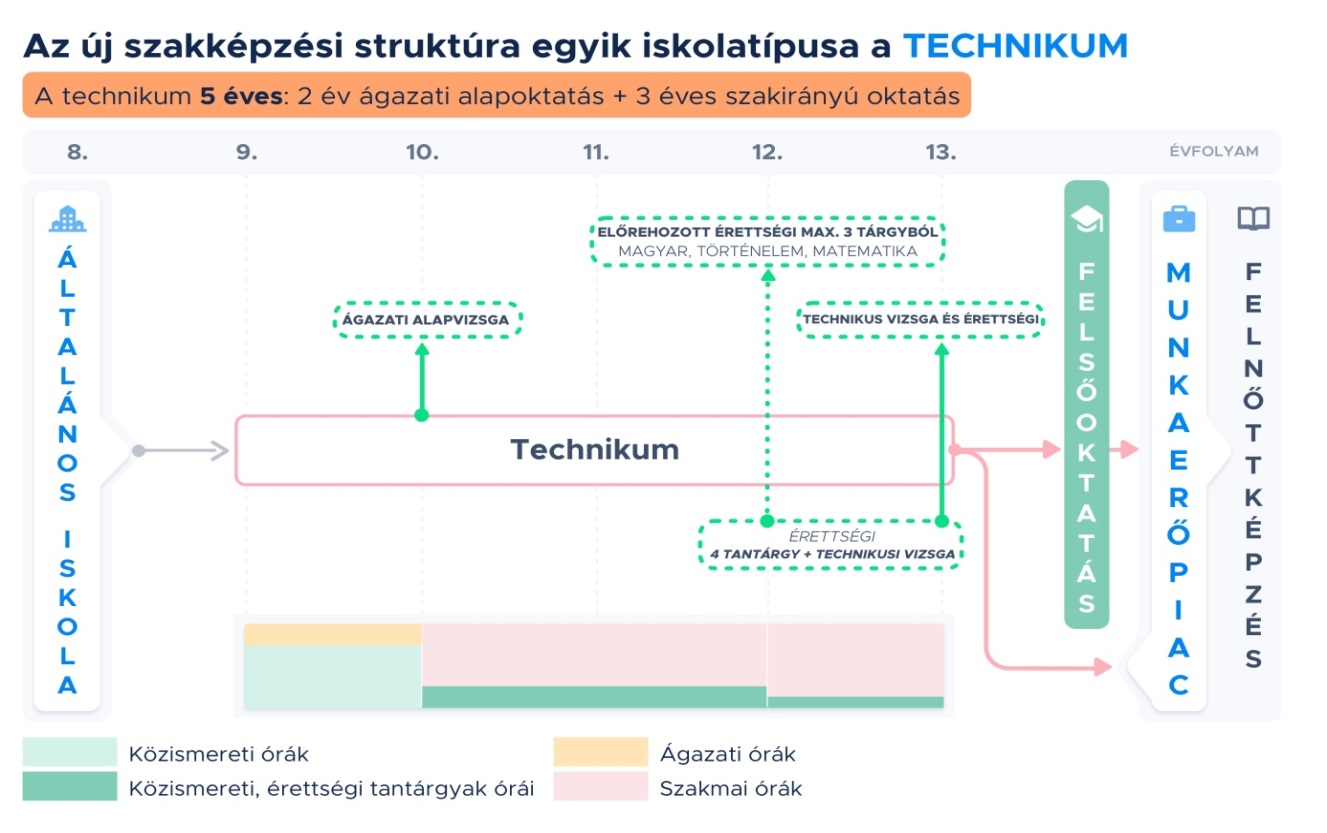 Az új szakképzési struktúra egyik iskolatípusa a TECHNIKUM
A technikum 5 éves: 2 év ágazati alapoktatás + 3 éves szakirányú oktatás
8. 9. 10. 11. 12. 13. ÉVFOLYAM
ÁLTALÁNOS ISKOLA
ELŐREHOZOTT ÉRETTSÉGI MAX. 3 TÁRGYBÓL
MAGYAR, TÖRTÉNELEM, MATEMATIKA
ÁGAZATI ALAPVIZSGA
TECHNIKUS VIZSGA ÉS ÉRETTSÉGI
Technikum
ÉRETTSÉGI
4 TANTÁRGY + TECHNIKUSI VIZSGA
FELSŐOKTATÁS
MUNKAERŐPIAC
FELNŐTTKÉPZÉS
Közismereti órák
Ágazati órák
Közismereti, érettségi tantárgyak órái
Szakmai órák